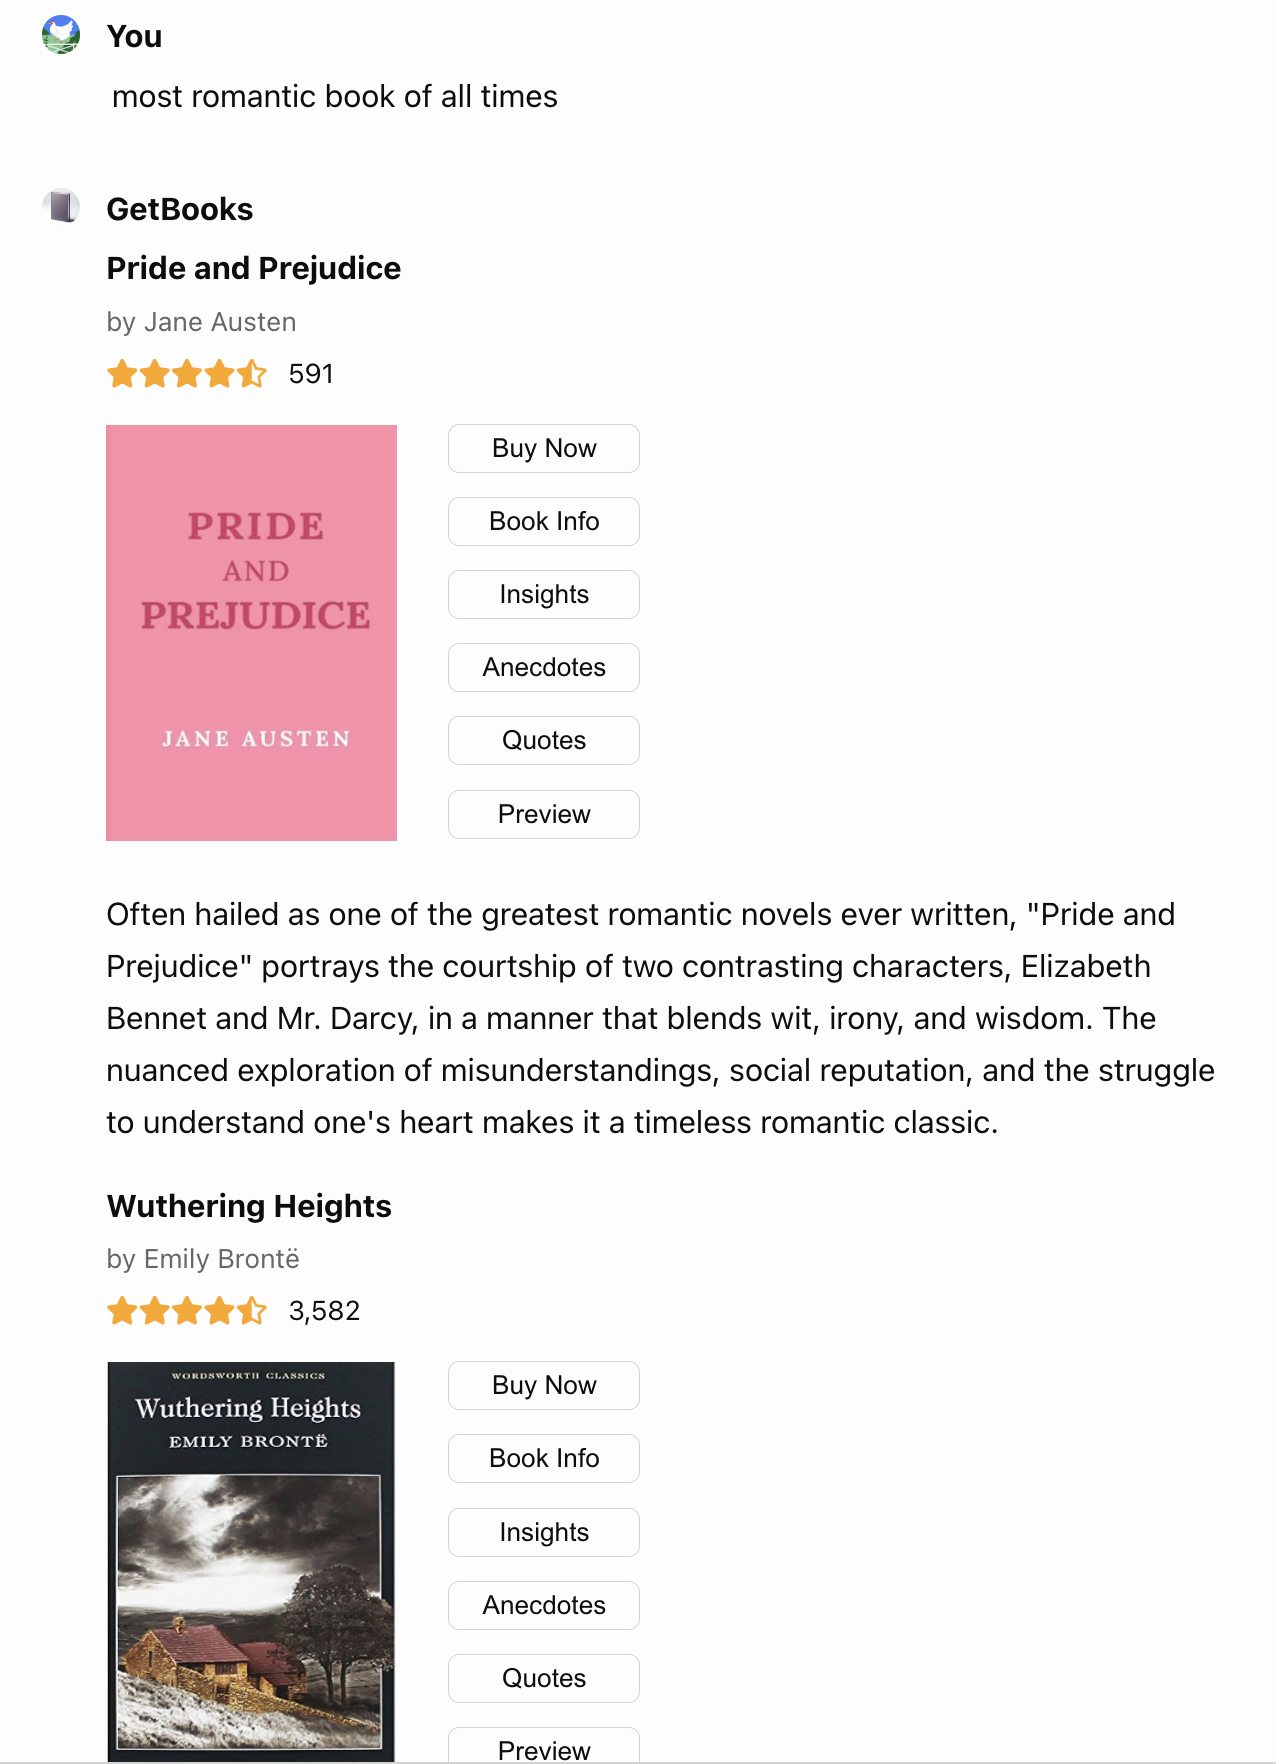 You
most romantic book of all times
GetBooks
Pride and Prejudice
by Jane Austen
591
PRIDE
AND
PREJUDICE
JANE AUSTEN
Buy Now
Book Info
Insights
Anecdotes
Quotes
Preview
Often hailed as one of the greatest romantic novels ever written, "Pride and
Prejudice" portrays the courtship of two contrasting characters, Elizabeth
Bennet and Mr. Darcy, in a manner that blends wit, irony, and wisdom. The
nuanced exploration of misunderstandings, social reputation, and the struggle
to understand one's heart makes it a timeless romantic classic.
Wuthering Heights
by Emily Brontë
3,582
WORDSWORTH CLASSICS
Wuthering Heights
EMILY BRONTË
Buy Now
Book Info
Insights
Anecdotes
Quotes
Preview